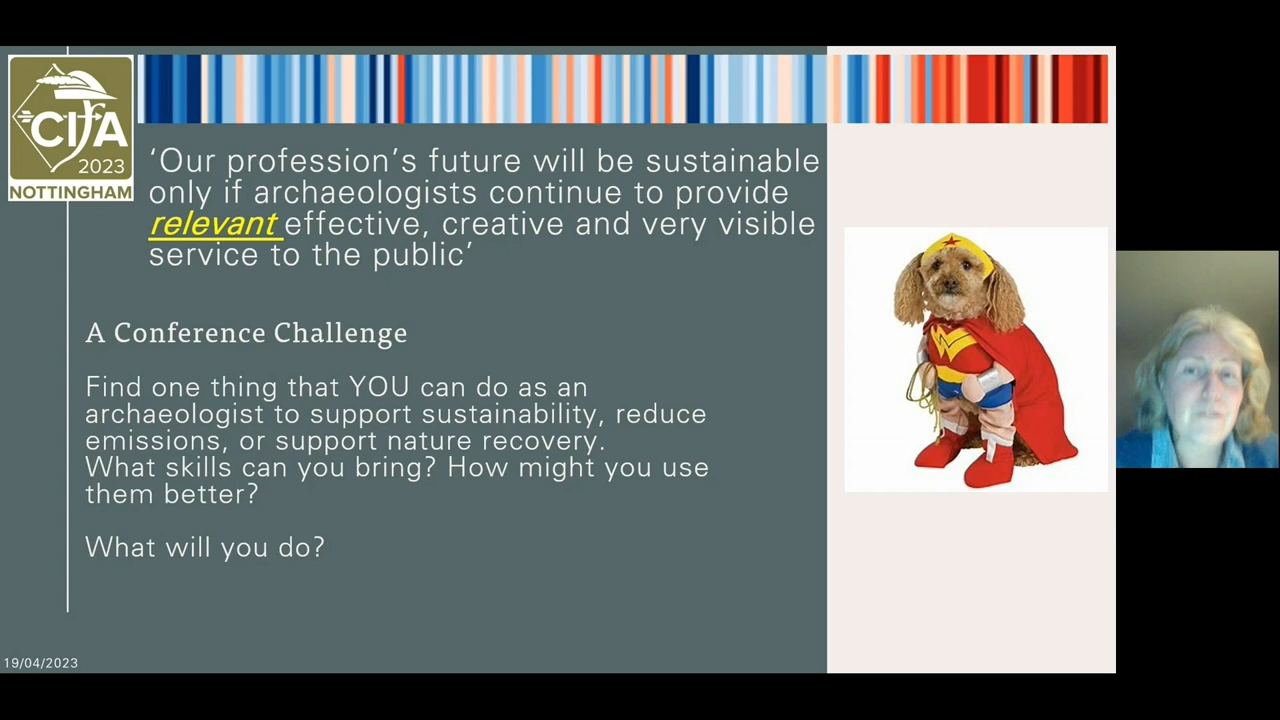 CIfA
2023
NOTTINGHAM
‘Our profession’s future will be sustainable
only if archaeologists continue to provide
relevant effective, creative and very visible
service to the public’
A Conference Challenge
Find one thing that YOU can do as an
archaeologist to support sustainability, reduce
emissions, or support nature recovery.
What skills can you bring? How might you use
them better?
What will you do?
19/04/2023